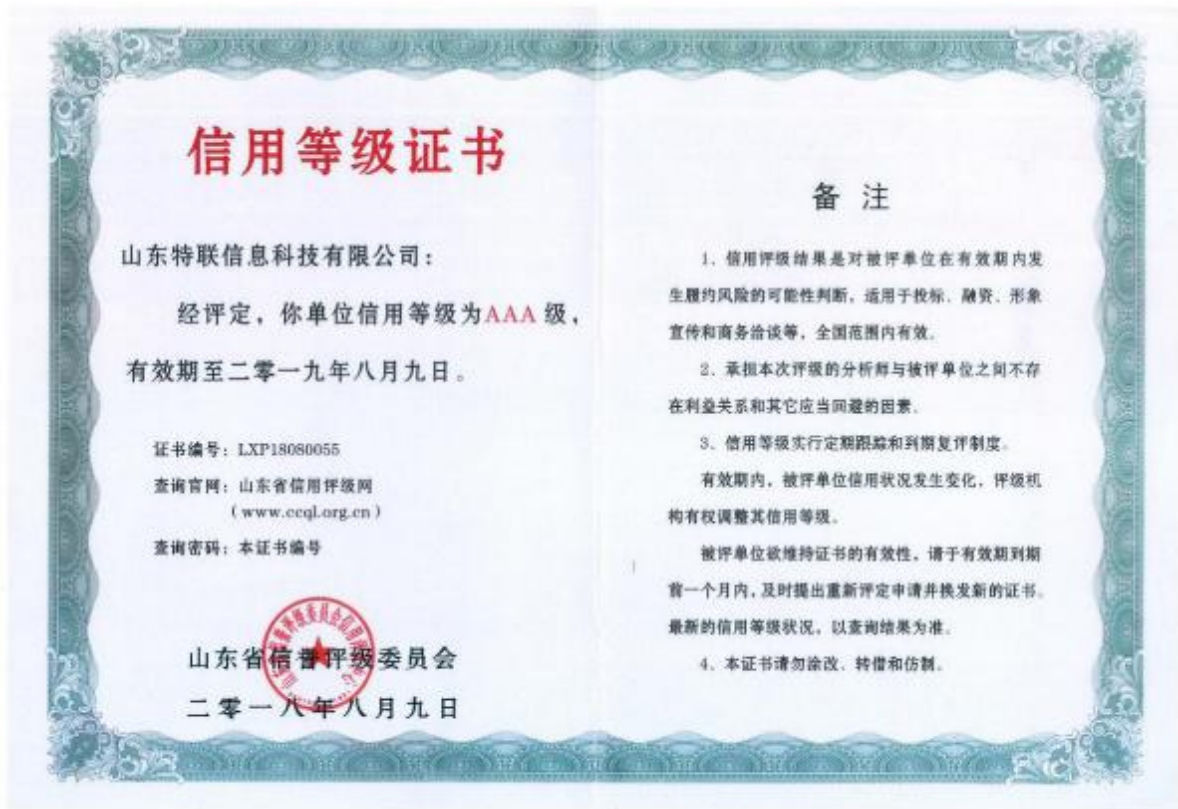 信用等级证书
山东特联信息科技有限公司：
经评定，你单位信用等级为AAA 级，
有效期至二零一九年八月九日。
证书编号：LXP18080055
查询官网：山东省信用评级网
（www.ccql.org.cn）
查询密码：本证书编号
山东省信誉评级委员会
二零一八年八月九日
备 注
1、信用评级结果是对被评单位在有效期内发
生履约风险的可能性判断，适用于投标、融资、形象
宣传和商务洽谈等，全国范围内有效。
2、承担本次评级的分析师与被评单位之间不存
在利益关系和其它应当回避的因素。
3、信用等级实行定期跟踪和到期复评制度。
有效期内，被评单位信用状况发生变化，评级机
构有权调整其信用等级。
被评单位欲维持证书的有效性，请于有效期到期
前一个月内，及时提出重新评定申请并换发新的证书。
最新的信用等级状况，以查询结果为准。
4、本证书请勿涂改、转借和仿制。